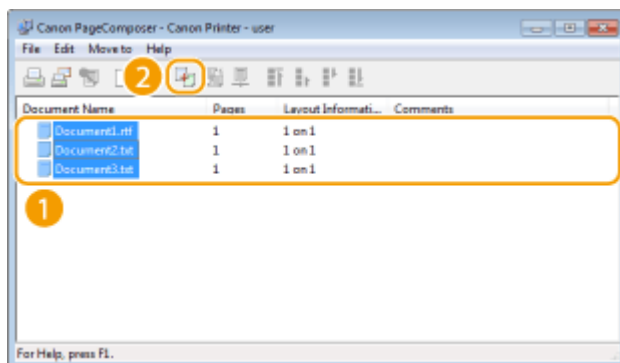 Canon PageComposer - Canon Printer - user
File Edit Move to Help
2
Document Name Pages Layout Informati... Comments
Document1.rtf 1 1 on 1
Document2.txt 1 1 on 1
Document3.txt 1 1 on 1
1
For Help, press F1.